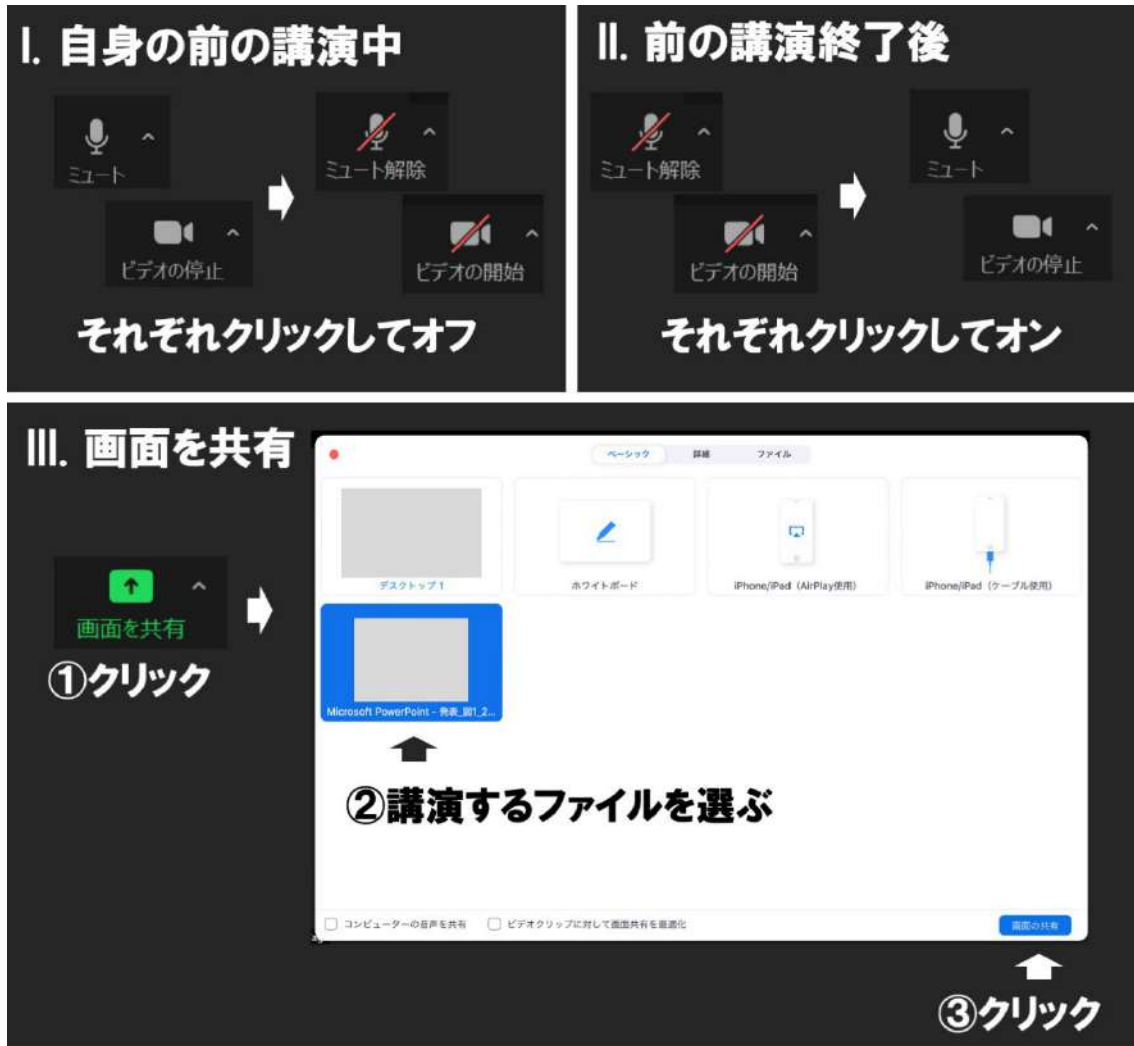 I. 自身の前の講演中
ミュート
ミュート解除
ビデオの停止
ビデオの開始
それぞれクリックしてオフ
II. 前の講演終了後
ミュート解除
ミュート
ビデオの開始
ビデオの停止
それぞれクリックしてオン
III. 画面を共有
画面を共有
①クリック
ベーシック 詳細 ファイル
デスクトップ 1
ホワイトボード
iPhone/iPad（AirPlay使用）
iPhone/iPad（ケーブル使用）
Microsoft PowerPoint - 発表_図1_2...
②講演するファイルを選ぶ
コンピューターの音声を共有
ビデオクリップに対して画面共有を最適化
画面の共有
③クリック